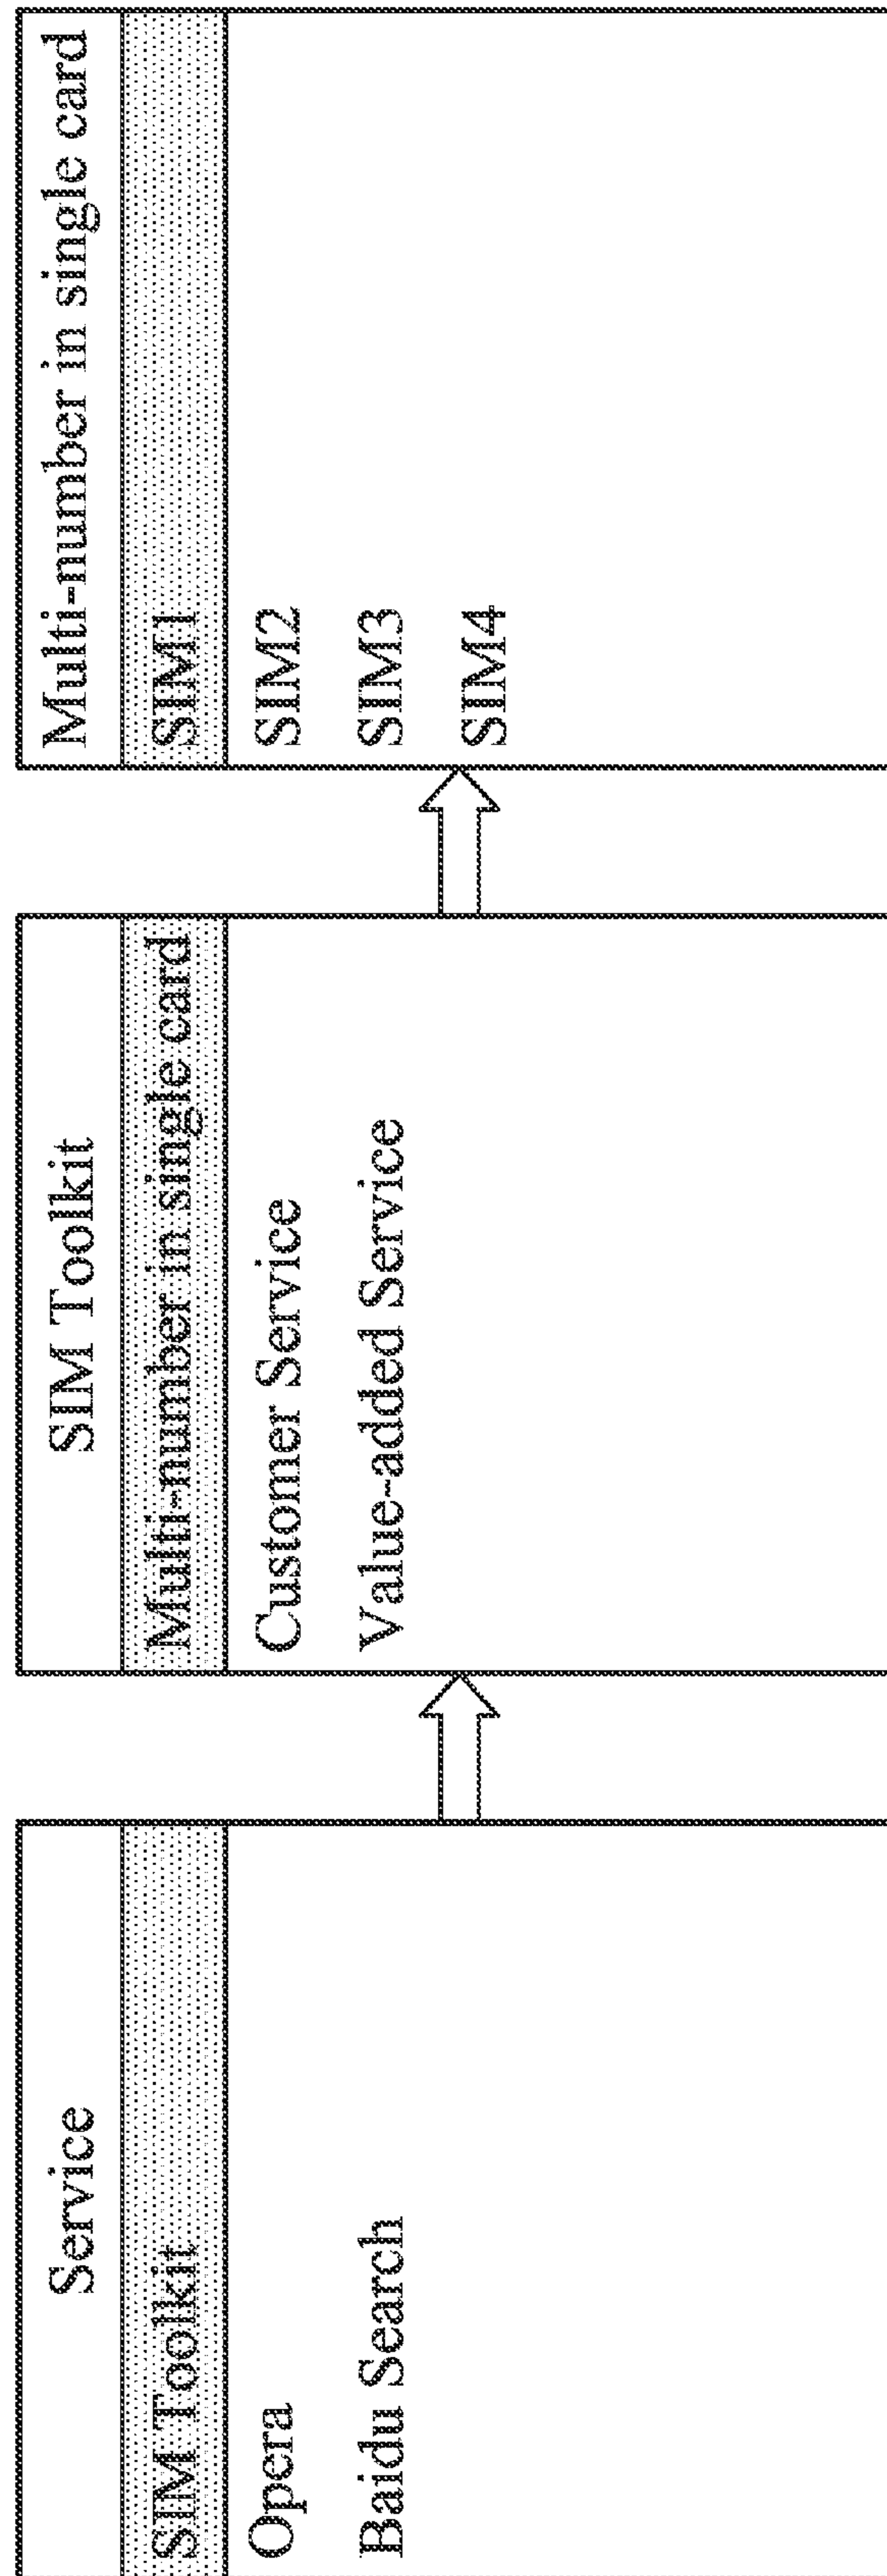 Service
SIM Toolkit
Opera
Baidu Search
SIM Toolkit
Multi-number in single card
Customer Service
Value-added Service
Multi-number in single card
SIM1
SIM2
SIM3
SIM4